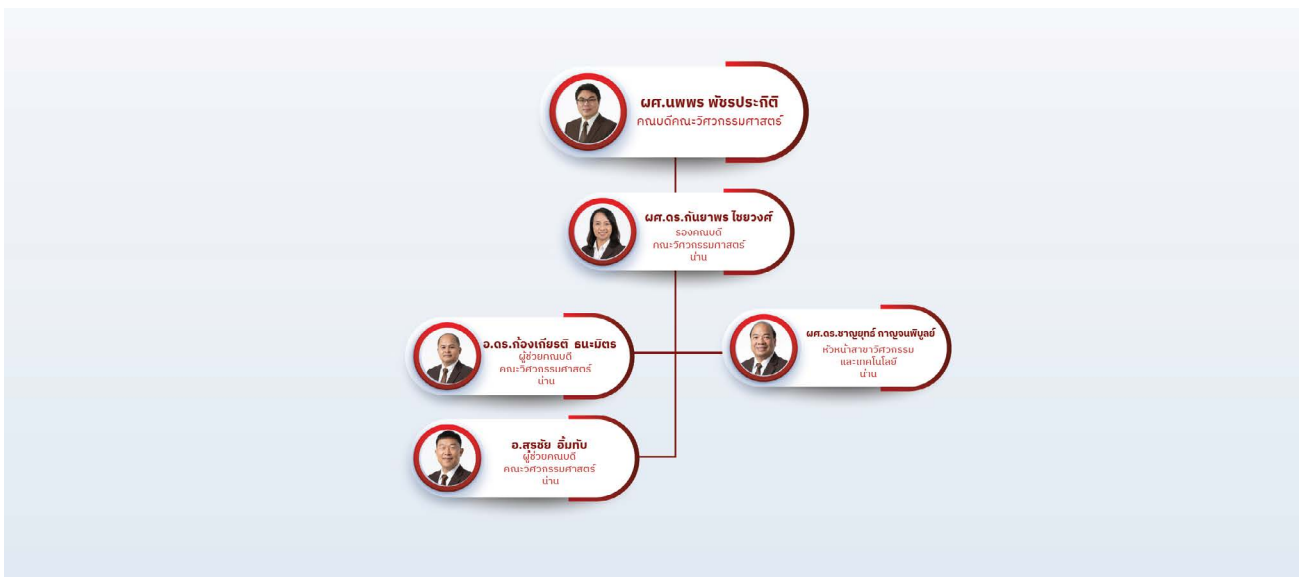 ผศ.นพพร พัชรประกิติ
คณบดีคณะวิศวกรรมศาสตร์
ผศ.ดร.กันยาพร ไชยวงศ์
รองคณบดี
คณะวิศวกรรมศาสตร์
น่าน
อ.ดร.ก้องเกียรติ ธนะมิตร
ผู้ช่วยคณบดี
คณะวิศวกรรมศาสตร์
น่าน
ผศ.ดร.ชาญยุทธ์ กาญจนพิบูลย์
หัวหน้าสาขาวิศวกรรม
และเทคโนโลยี
น่าน
อ.สุรชัย อิ้มทับ
ผู้ช่วยคณบดี
คณะวิศวกรรมศาสตร์
น่าน